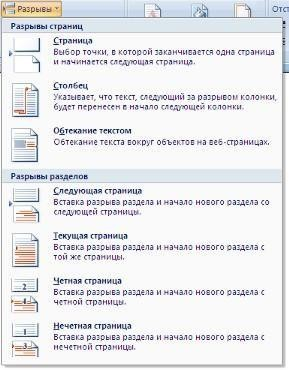 Разрывы
Отст
Разрывы страниц
Страница
Выбор точки, в которой заканчивается одна страница
и начинается следующая страница.
Столбец
Указывает, что текст, следующий за разрывом колонки,
будет перенесен в начало следующей колонки.
Обтекание текстом
Обтекание текста вокруг объектов на веб-страницах.
Разрывы разделов
Следующая страница
Вставка разрыва раздела и начало нового раздела со
следующей страницы.
Текущая страница
Вставка разрыва раздела и начало нового раздела с
той же страницы.
Четная страница
Вставка разрыва раздела и начало нового раздела с
четной страницы.
Нечетная страница
Вставка разрыва раздела и начало нового раздела с
нечетной страницы.